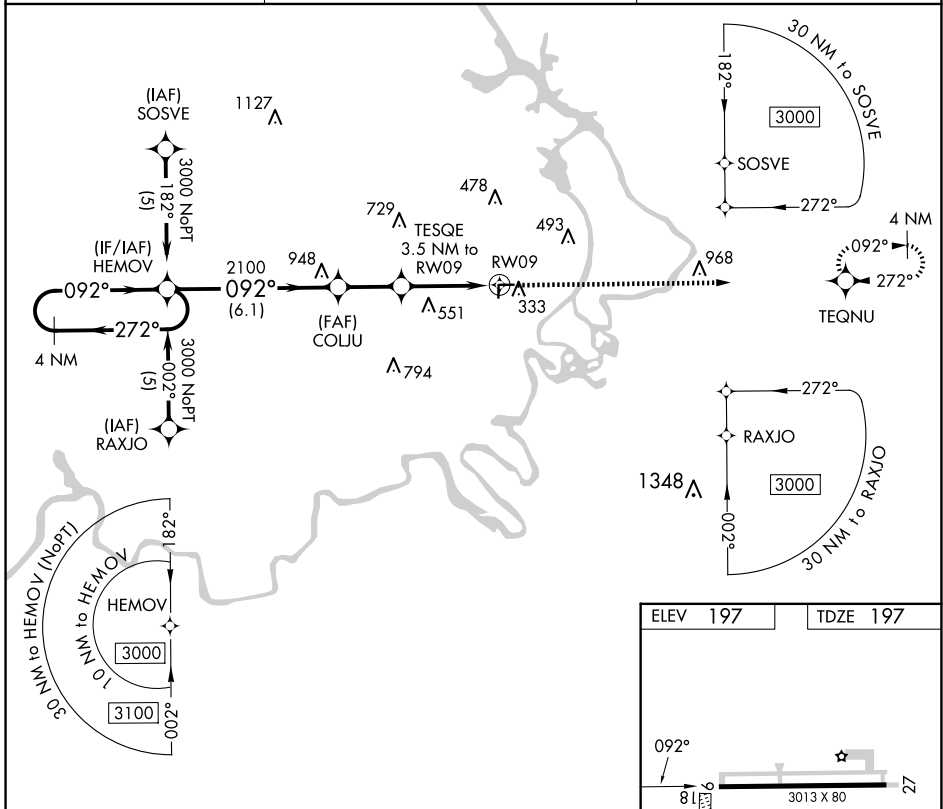 (IAF)
SOSVE
1127
3000 NoPT
182°
(5)
(IF/IAF)
HEMOV
092°
272°
4 NM
2100
092°
(6.1)
948
(FAF)
COLJU
729
TESQE
3.5 NM to
RW09
478
493
RW09
333
551
794
968
3000 NoPT
002°
(5)
(IAF)
RAXJO
30 NM to SOSVE
182°
3000
SOSVE
272°
4 NM
092°
272°
TEQNU
272°
RAXJO
1348
3000
002°
30 NM to RAXJO
30 NM to HEMOV (NoPT)
10 NM to HEMOV
182°
HEMOV
3000
3100
002°
ELEV 197
TDZE 197
092°
9
27
3013 X 80
18